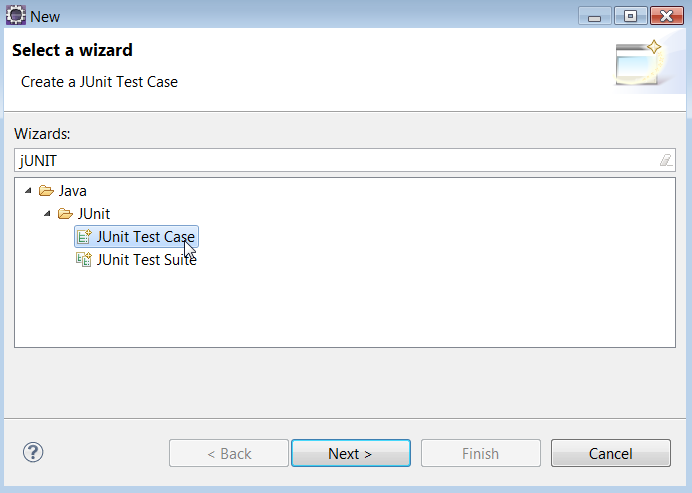 New
Select a wizard
Create a JUnit Test Case
Wizards:
jUNIT
Java
JUnit
JUnit Test Case
JUnit Test Suite
< Back
Next >
Finish
Cancel